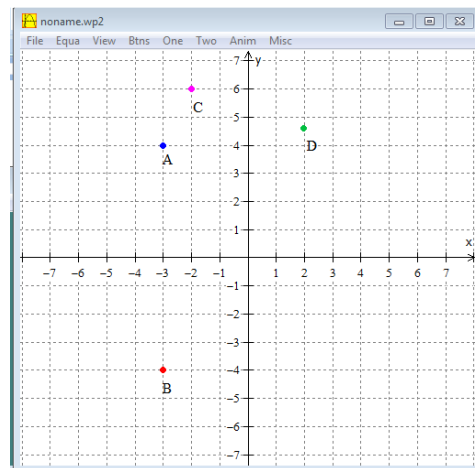 noname.wp2
File Equa View Btns One Two Anim Misc
7
y
6
C
5
D
4
A
3
2
1
x
-7 -6 -5 -4 -3 -2 -1 1 2 3 4 5 6 7
-1
-2
-3
-4
B
-5
-6
-7